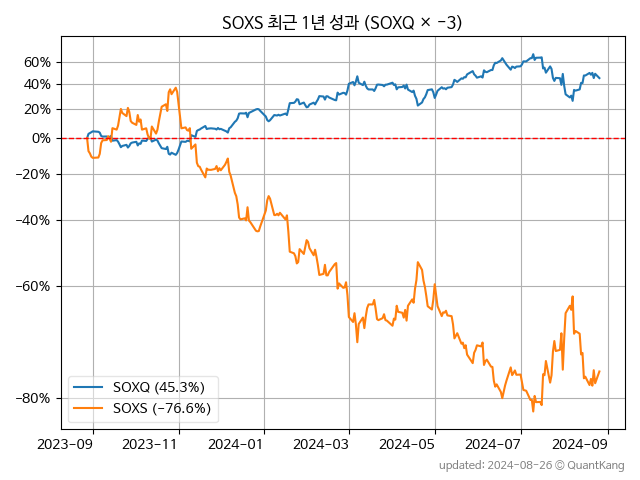 SOXS 최근 1년 성과 (SOXQ × −3)
60%
40%
20%
0%
−20%
−40%
−60%
−80%
SOXQ (45.3%)
SOXS (−76.6%)
2023-09 2023-11 2024-01 2024-03 2024-05 2024-07 2024-09
updated: 2024-08-26 © QuantKang